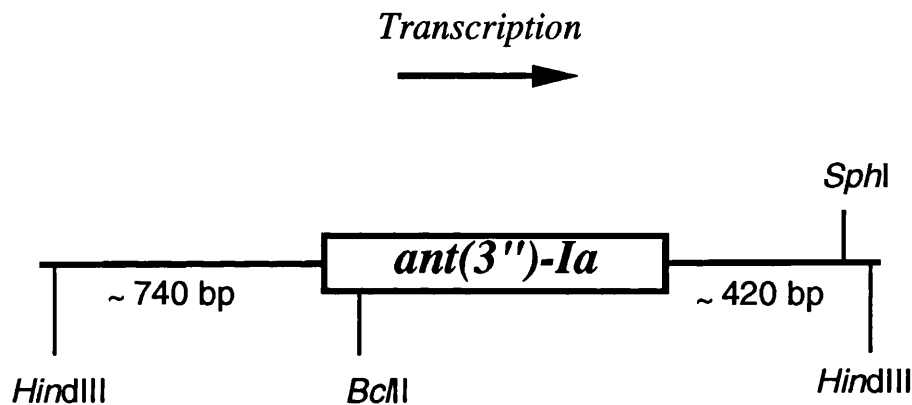 Transcription
SphI
ant(3")-Ia
~ 740 bp
~ 420 bp
HindIII
BclI
HindIII